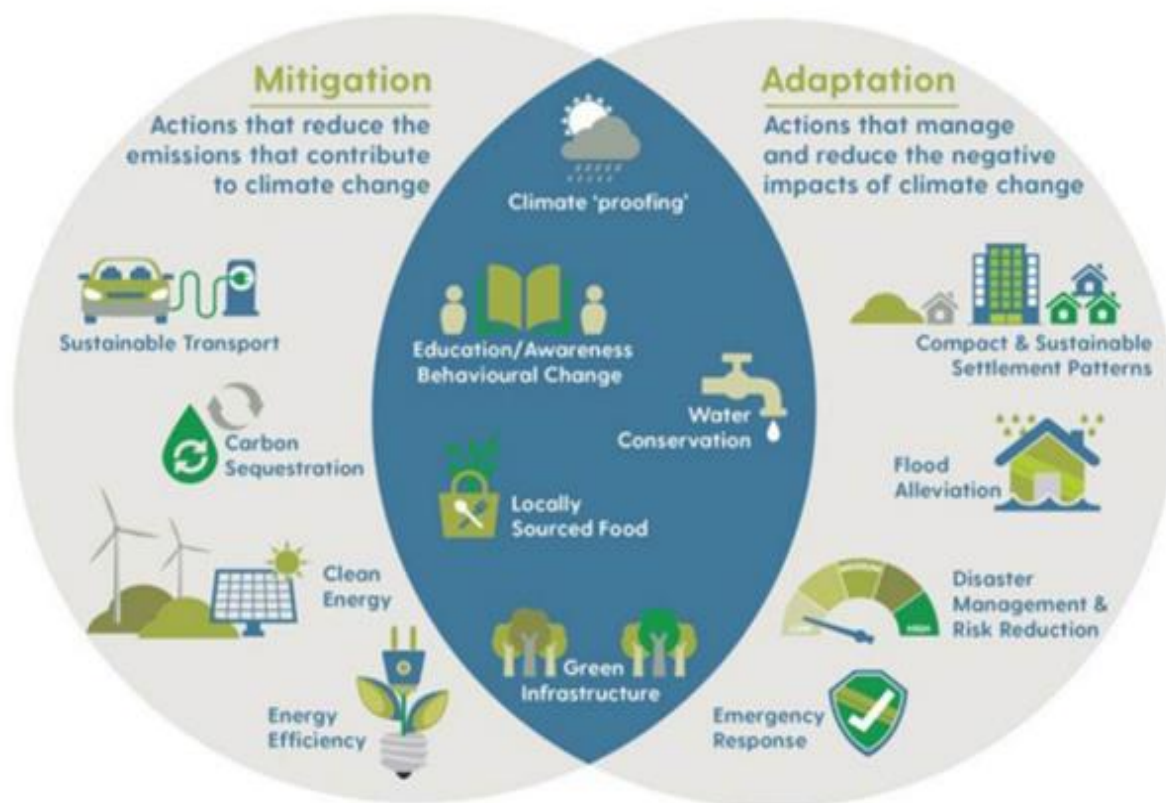 Mitigation
Actions that reduce the
emissions that contribute
to climate change
Sustainable Transport
Carbon
Sequestration
Clean
Energy
Energy
Efficiency
Climate ‘proofing’
Education/Awareness
Behavioural Change
Water
Conservation
Locally
Sourced Food
Green
Infrastructure
Adaptation
Actions that manage
and reduce the negative
impacts of climate change
Compact & Sustainable
Settlement Patterns
Flood
Alleviation
HIGH
Disaster
Management &
Risk Reduction
Emergency
Response